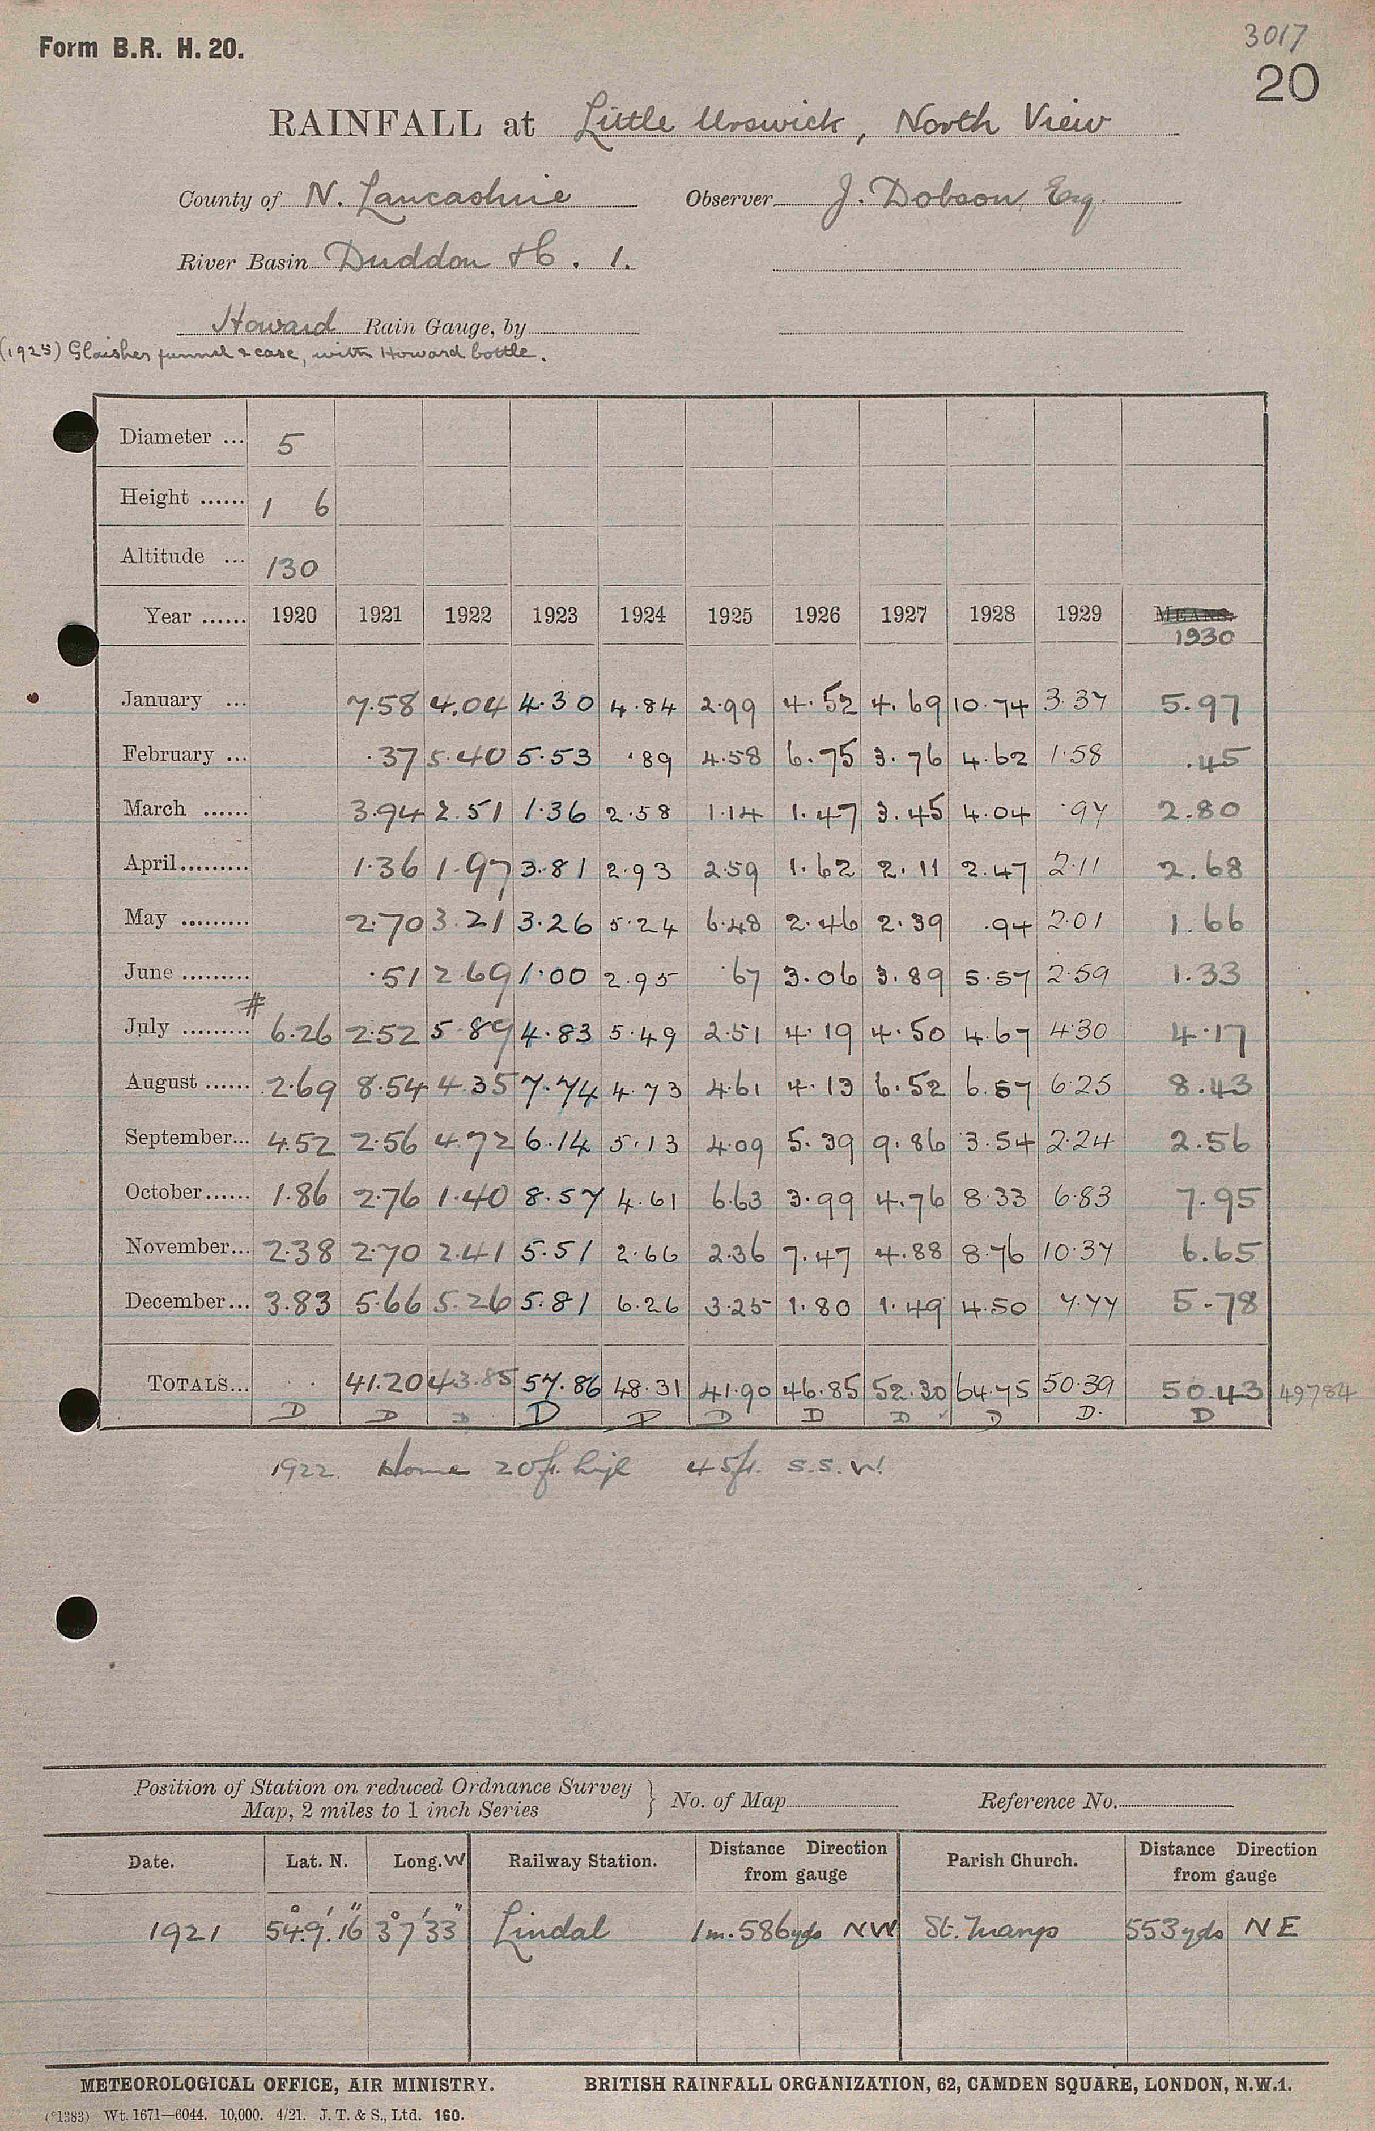 3017
Form B.R. H. 20.
20
RAINFALL at Little Urswick, North View
County of N. Lancashire Observer J. Dobson, Esq.
River Basin Duddon &c. 1.
Howard Rain Gauge, by
(1925) Glaisher funnel & case, with Howard bottle.
Diameter ... 5
Height ...... 1 6
Altitude ... 130
Year ...... 1920 1921 1922 1923 1924 1925 1926 1927 1928 1929 MEANS.
1930
January ... 7.58 4.04 4.30 4.84 2.99 4.52 4.69 10.74 3.37 5.97
February ... .37 5.40 5.53 .89 4.58 6.75 3.76 4.62 1.58 .45
March ...... 3.94 2.51 1.36 2.58 1.14 1.47 3.45 4.04 .97 2.80
April......... 1.36 1.97 3.81 2.93 2.59 1.62 2.11 2.47 2.11 2.68
May ......... 2.70 3.21 3.26 5.24 6.48 2.46 2.39 .94 2.01 1.66
June ......... .51 2.69 1.00 2.95 .67 3.06 3.89 5.57 2.59 1.33
July ......... # 6.26 2.52 5.89 4.83 5.49 2.51 4.19 4.50 4.67 4.30 4.17
August ...... 2.69 8.54 4.35 7.74 4.73 4.61 4.13 6.52 6.57 6.25 8.43
September... 4.52 2.56 4.72 6.14 5.13 4.09 5.39 9.86 3.54 2.24 2.56
October...... 1.86 2.76 1.40 8.57 4.61 6.63 3.99 4.76 8.33 6.83 7.95
November... 2.38 2.70 2.41 5.51 2.66 2.36 7.47 4.88 8.76 10.37 6.65
December... 3.83 5.66 5.26 5.81 6.26 3.25 1.80 1.49 4.50 7.77 5.78
TOTALS... . . 41.20 43.85 57.86 48.31 41.90 46.85 52.30 64.75 50.39 50.43 49784
D D D D D D D D D D. D
1922. Home 20ft. high 45ft. S.S.W.
Position of Station on reduced Ordnance Survey Map, 2 miles to 1 inch Series } No. of Map Reference No.
Date. Lat. N. Long. W Railway Station. Distance Direction from gauge Parish Church. Distance Direction from gauge
1921 54° 9' 16" 3° 7' 33" Lindal 1m. 586yds NW St. Marys 553yds NE
METEOROLOGICAL OFFICE, AIR MINISTRY. BRITISH RAINFALL ORGANIZATION, 62, CAMDEN SQUARE, LONDON, N.W.1.
(*1383) Wt. 1671—6044. 10,000. 4/21. J. T. & S., Ltd. 160.